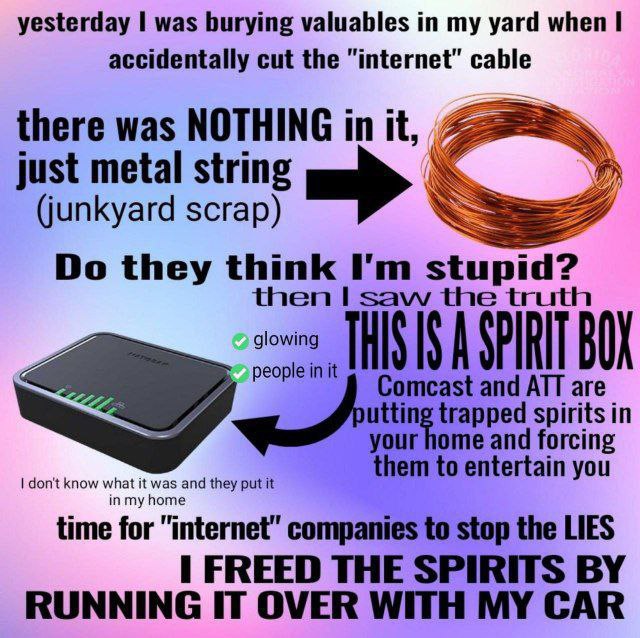 yesterday I was burying valuables in my yard when I
accidentally cut the "internet" cable
there was NOTHING in it,
just metal string
(junkyard scrap)
Do they think I'm stupid?
then I saw the truth
glowing
people in it
THIS IS A SPIRIT BOX
Comcast and ATT are
putting trapped spirits in
your home and forcing
them to entertain you
NETGEAR
I don't know what it was and they put it
in my home
time for "internet" companies to stop the LIES
I FREED THE SPIRITS BY
RUNNING IT OVER WITH MY CAR